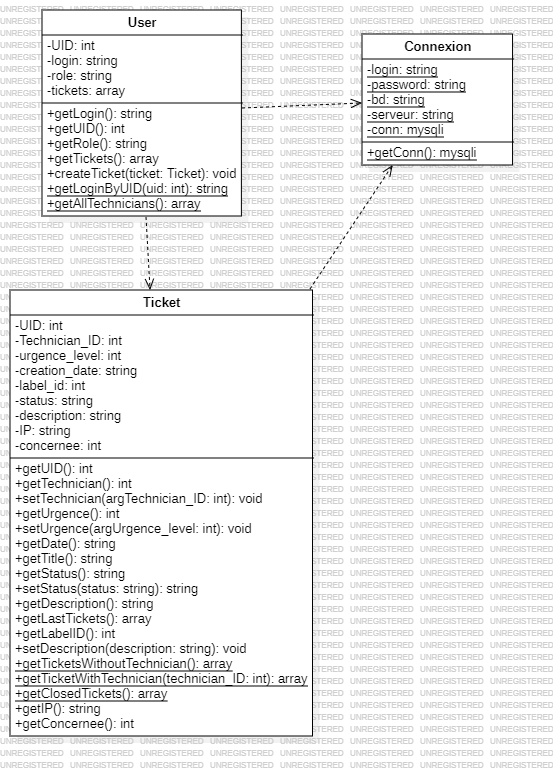 User
-UID: int
-login: string
-role: string
-tickets: array
+getLogin(): string
+getUID(): int
+getRole(): string
+getTickets(): array
+createTicket(ticket: Ticket): void
+getLoginByUID(uid: int): string
+getAllTechnicians(): array
Connexion
-login: string
-password: string
-bd: string
-serveur: string
-conn: mysqli
+getConn(): mysqli
Ticket
-UID: int
-Technician_ID: int
-urgence_level: int
-creation_date: string
-label_id: int
-status: string
-description: string
-IP: string
-concernee: int
+getUID(): int
+getTechnician(): int
+setTechnician(argTechnician_ID: int): void
+getUrgence(): int
+setUrgence(argUrgence_level: int): void
+getDate(): string
+getTitle(): string
+getStatus(): string
+setStatus(status: string): string
+getDescription(): string
+getLastTickets(): array
+getLabelID(): int
+setDescription(description: string): void
+getTicketsWithoutTechnician(): array
+getTicketWithTechnician(technician_ID: int): array
+getClosedTickets(): array
+getIP(): string
+getConcernee(): int
UNREGISTERED